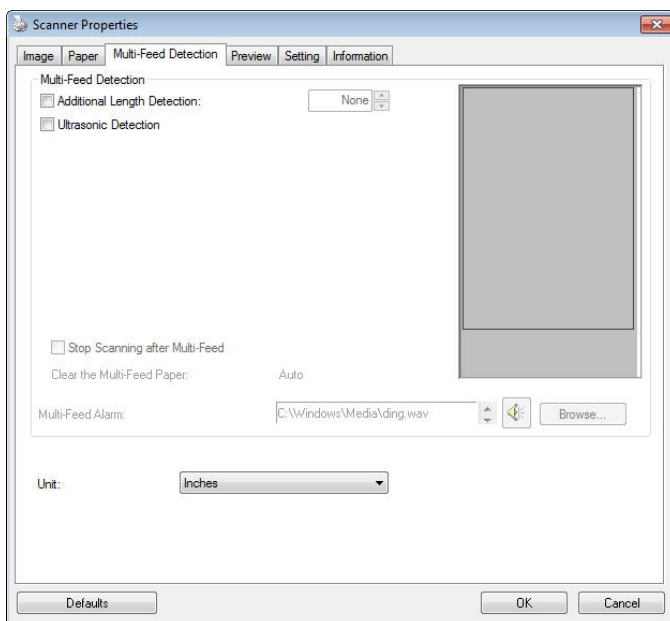 Scanner Properties
Image Paper Multi-Feed Detection Preview Setting Information
Multi-Feed Detection
Additional Length Detection: None
Ultrasonic Detection
Stop Scanning after Multi-Feed
Clear the Multi-Feed Paper: Auto
Multi-Feed Alarm: C:\Windows\Media\ding.wav Browse...
Unit: Inches
Defaults OK Cancel